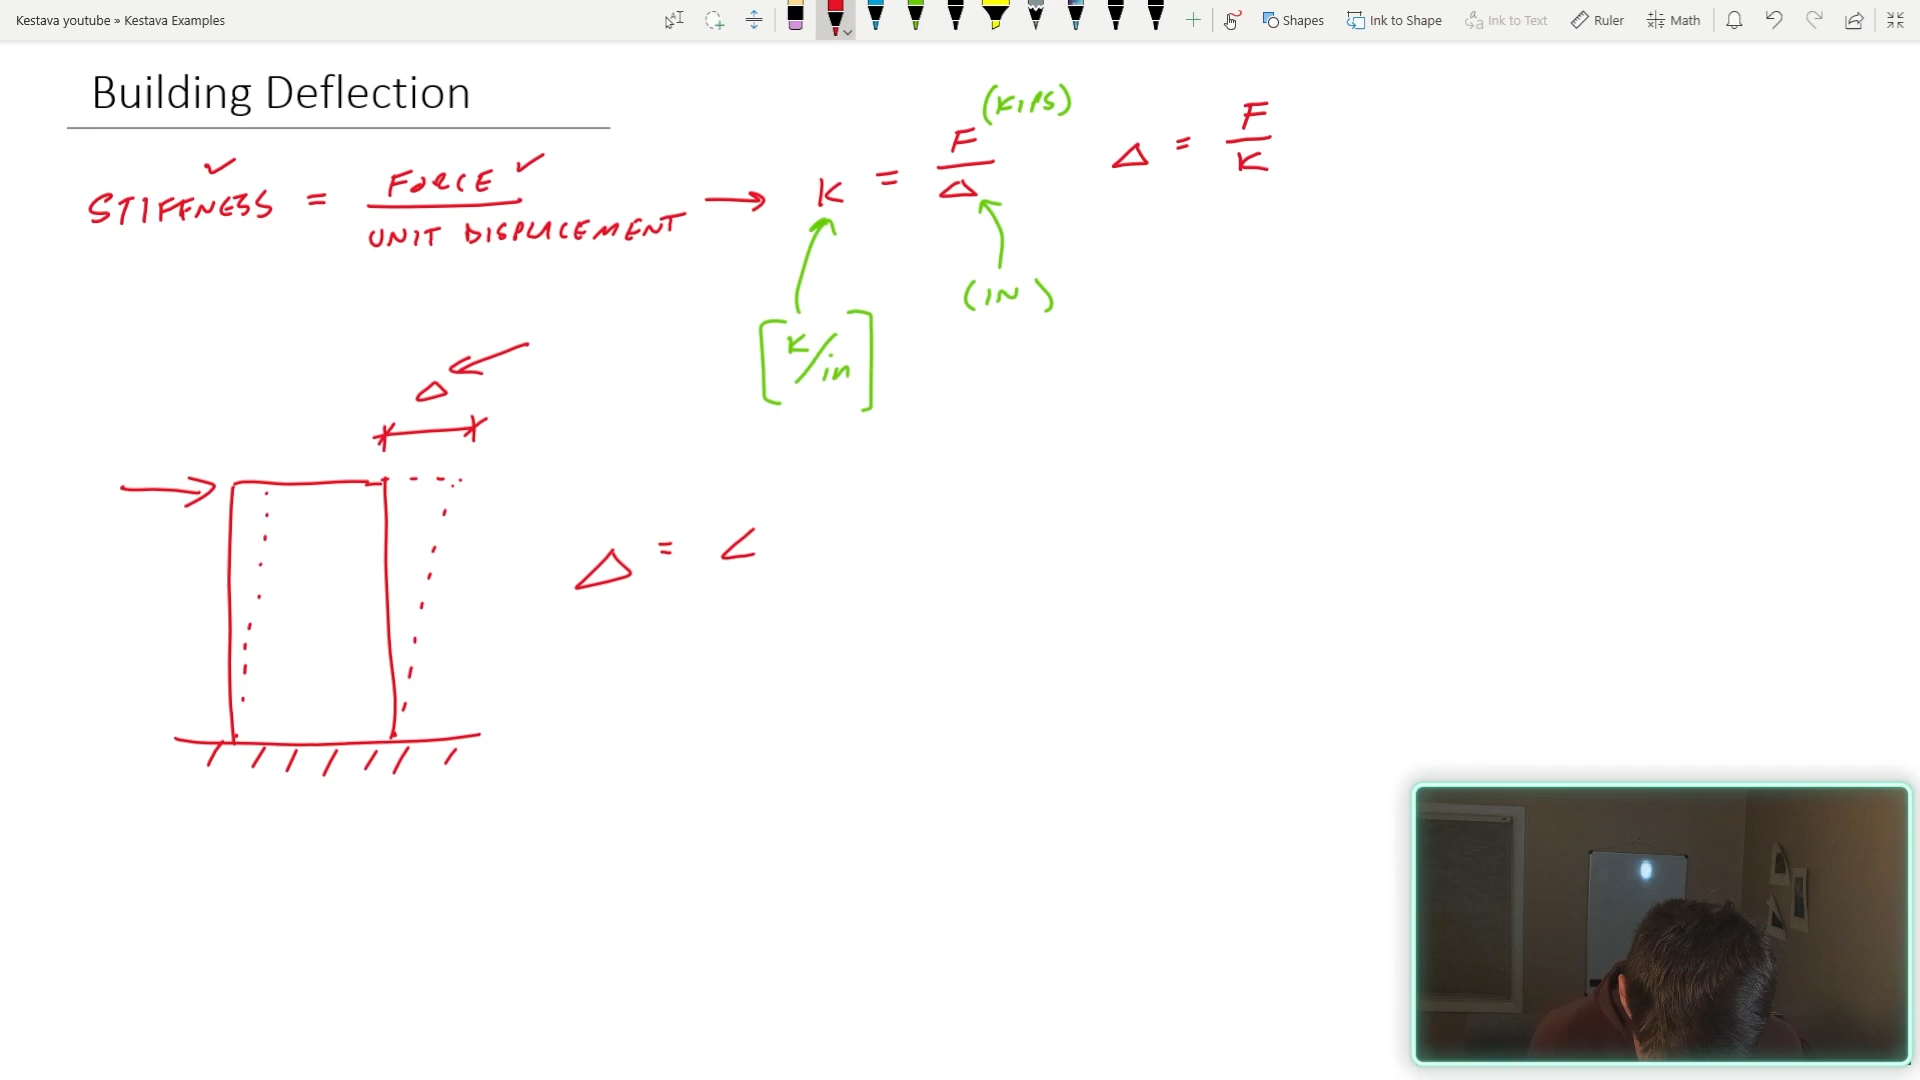 Kestava youtube » Kestava Examples
Shapes Ink to Shape Ink to Text Ruler Math
Building Deflection
STIFFNESS = FORCE / UNIT DISPLACEMENT → K = F / Δ
(KIPS)
(IN)
[K/in]
Δ = F / K
Δ
Δ = <